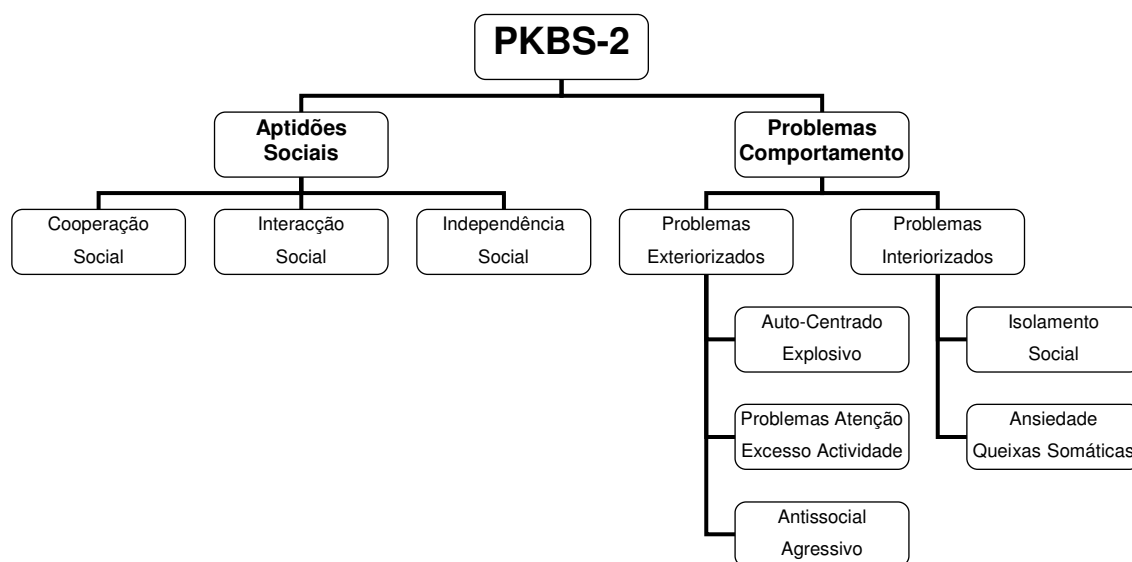 PKBS-2
Aptidões
Sociais
Problemas
Comportamento
Cooperação
Social
Interacção
Social
Independência
Social
Problemas
Exteriorizados
Problemas
Interiorizados
Auto-Centrado
Explosivo
Isolamento
Social
Problemas Atenção
Excesso Actividade
Ansiedade
Queixas Somáticas
Antissocial
Agressivo